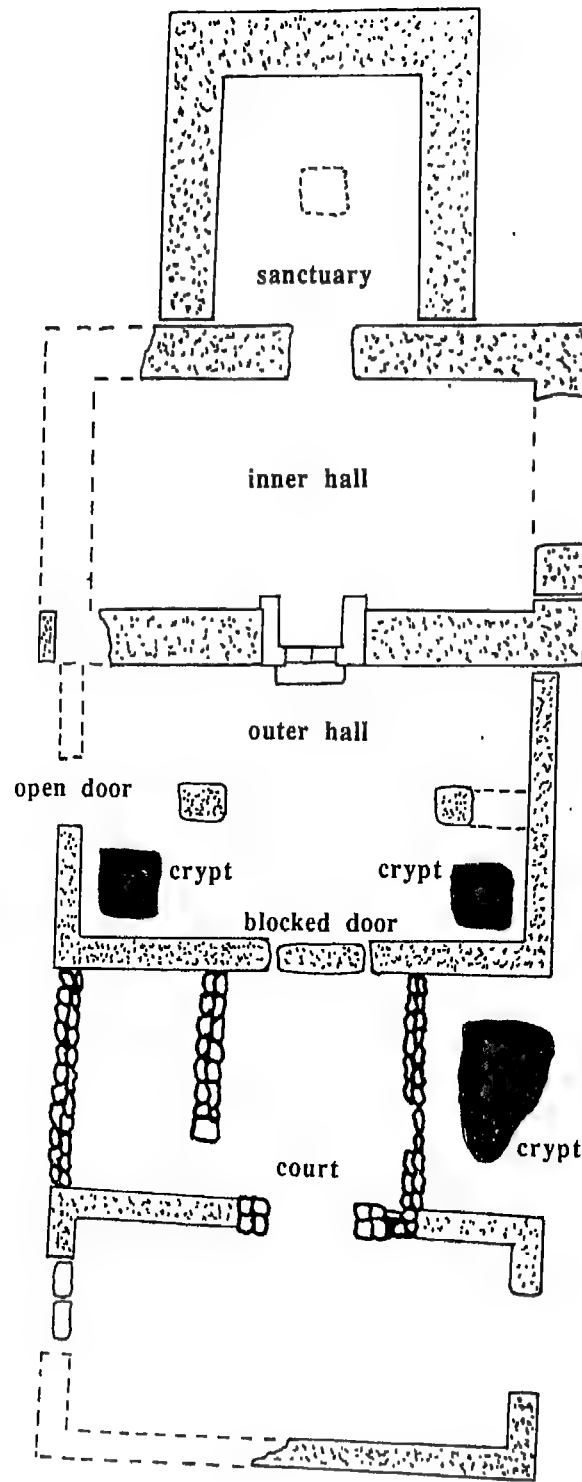 sanctuary
inner hall
outer hall
open door
crypt
crypt
blocked door
court
crypt